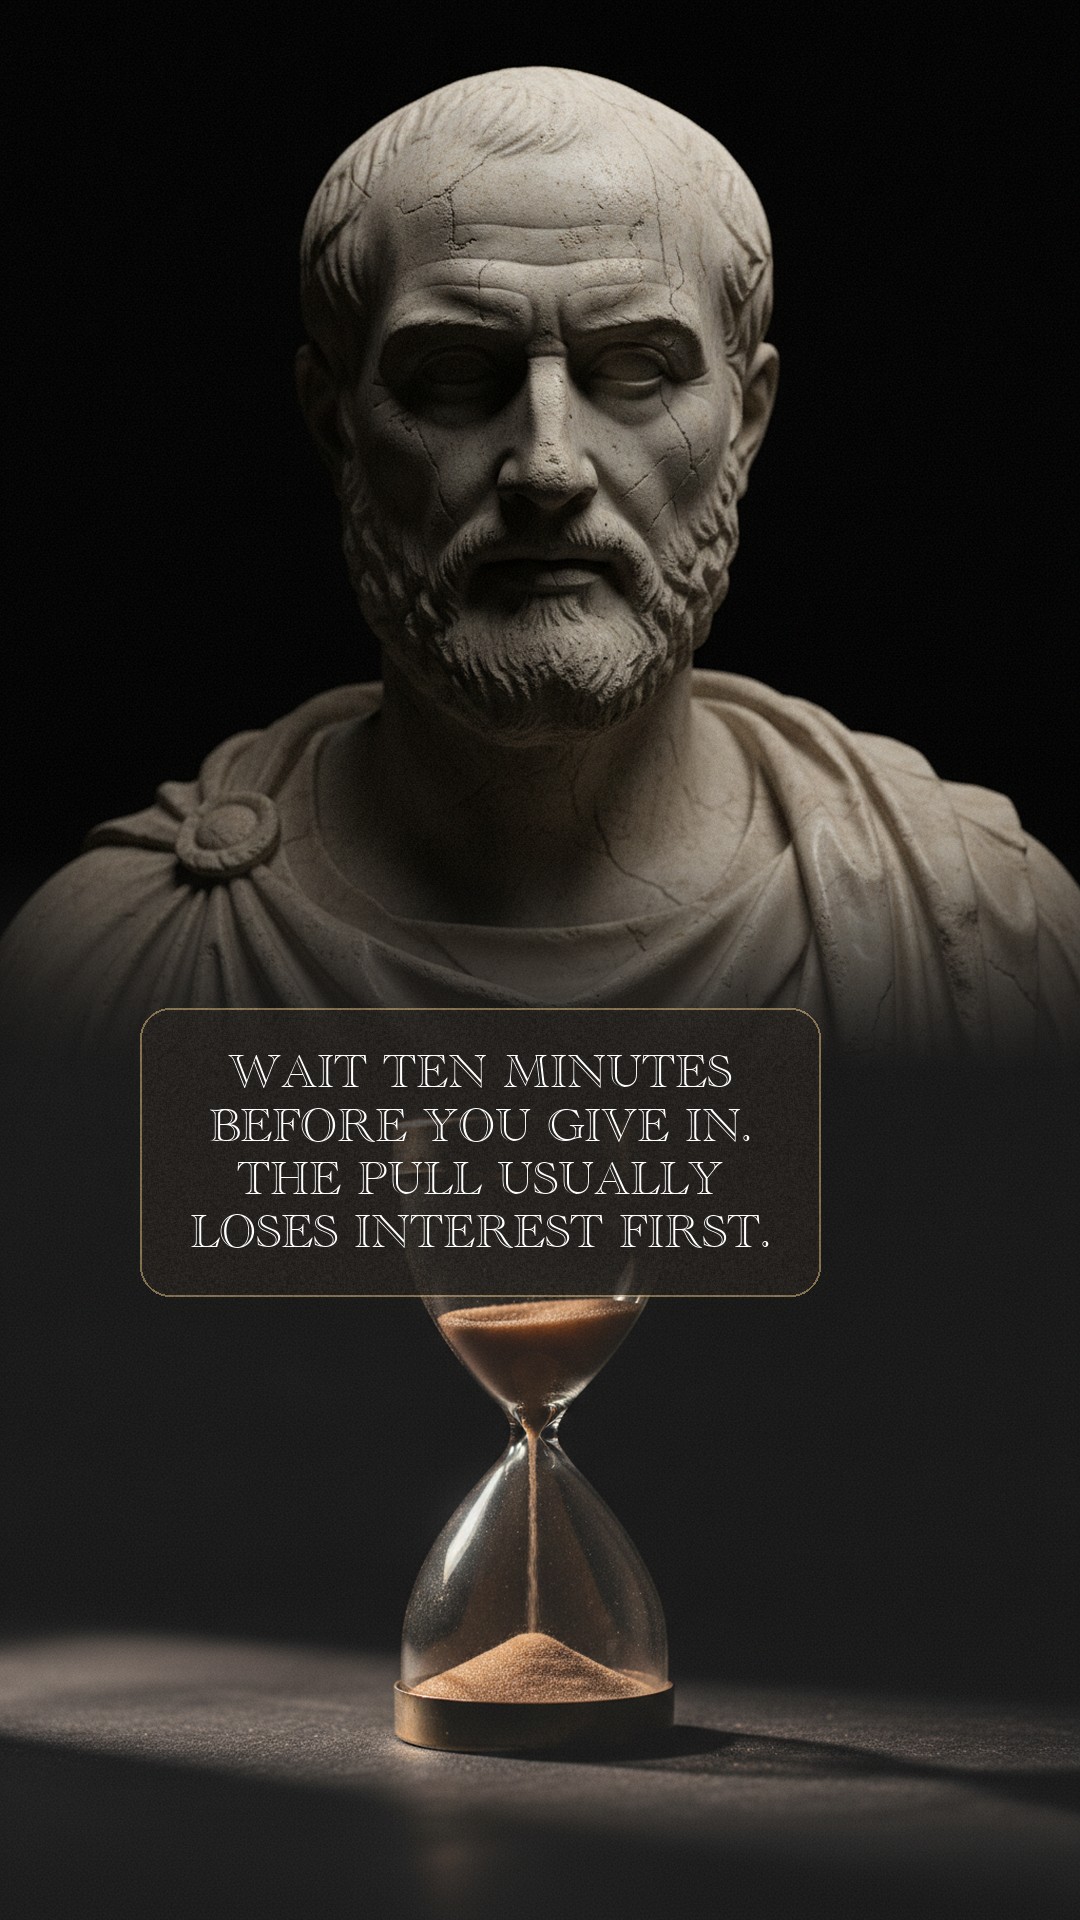 WAIT TEN MINUTES
BEFORE YOU GIVE IN.
THE PULL USUALLY
LOSES INTEREST FIRST.